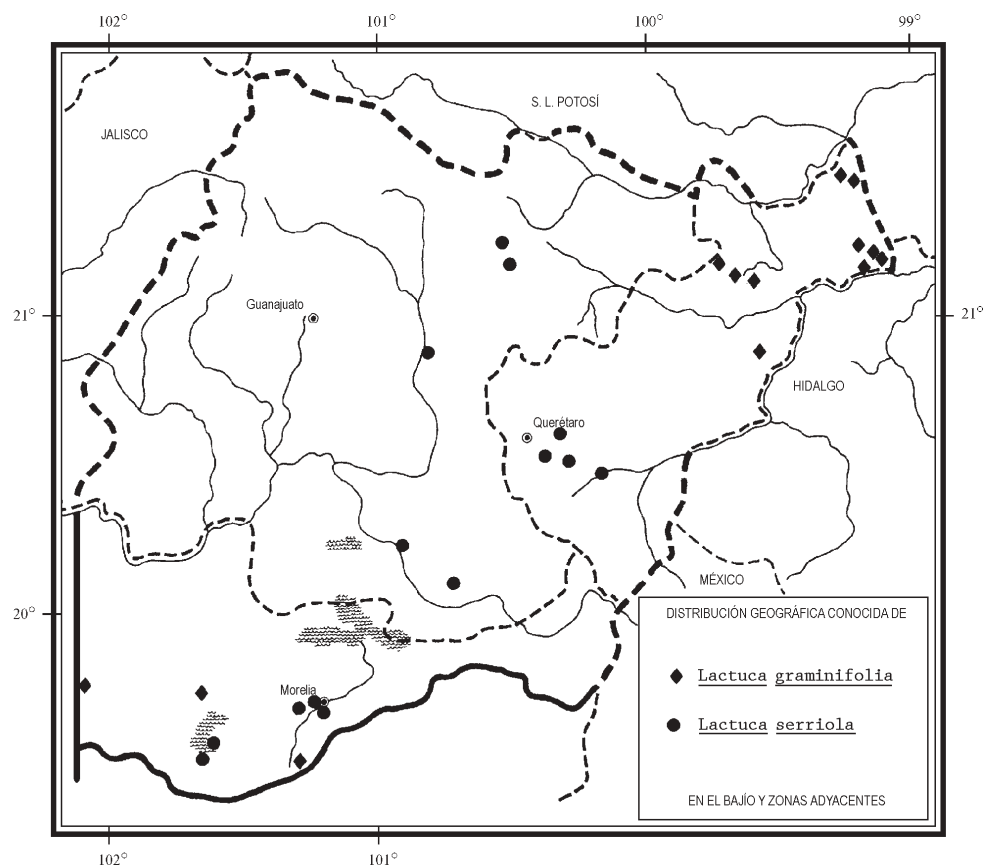 102° 101° 100° 99°
S. L. POTOSÍ
JALISCO
Guanajuato
21° 21°
HIDALGO
Querétaro
MÉXICO
20°
DISTRIBUCIÓN GEOGRÁFICA CONOCIDA DE
Lactuca graminifolia
Morelia
Lactuca serriola
EN EL BAJÍO Y ZONAS ADYACENTES
102° 101°